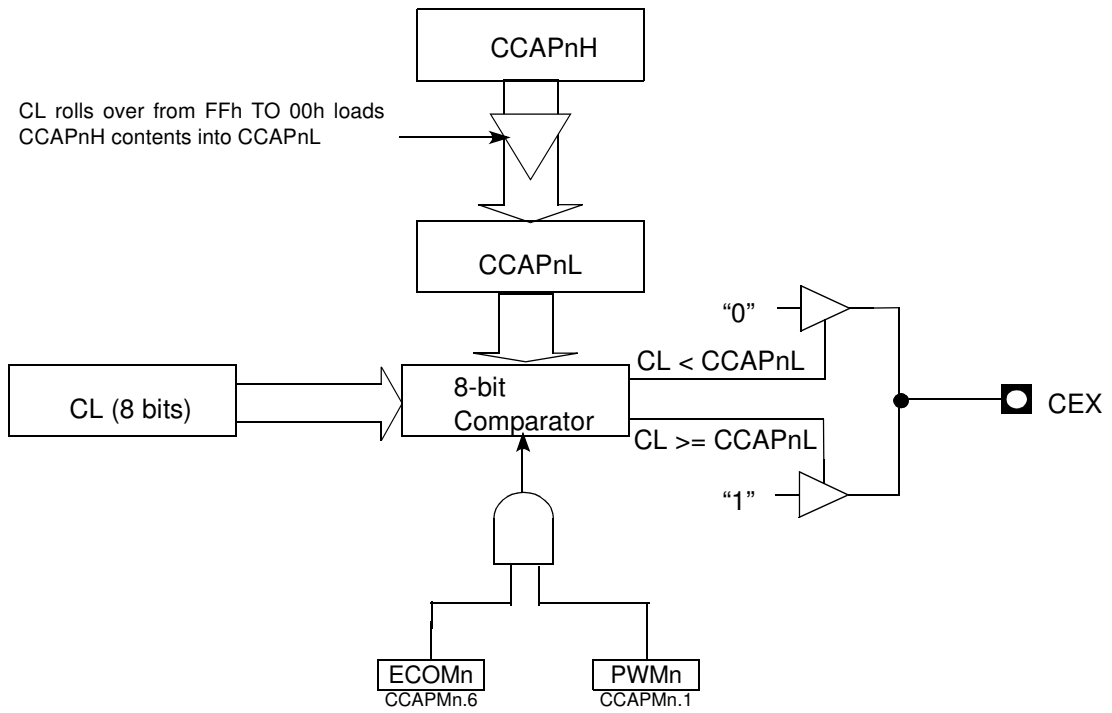 CCAPnH
CL rolls over from FFh TO 00h loads
CCAPnH contents into CCAPnL
CCAPnL
“0”
CL < CCAPnL
CL (8 bits)
8-bit
Comparator
CEX
CL >= CCAPnL
“1”
ECOMn
CCAPMn.6
PWMn
CCAPMn.1